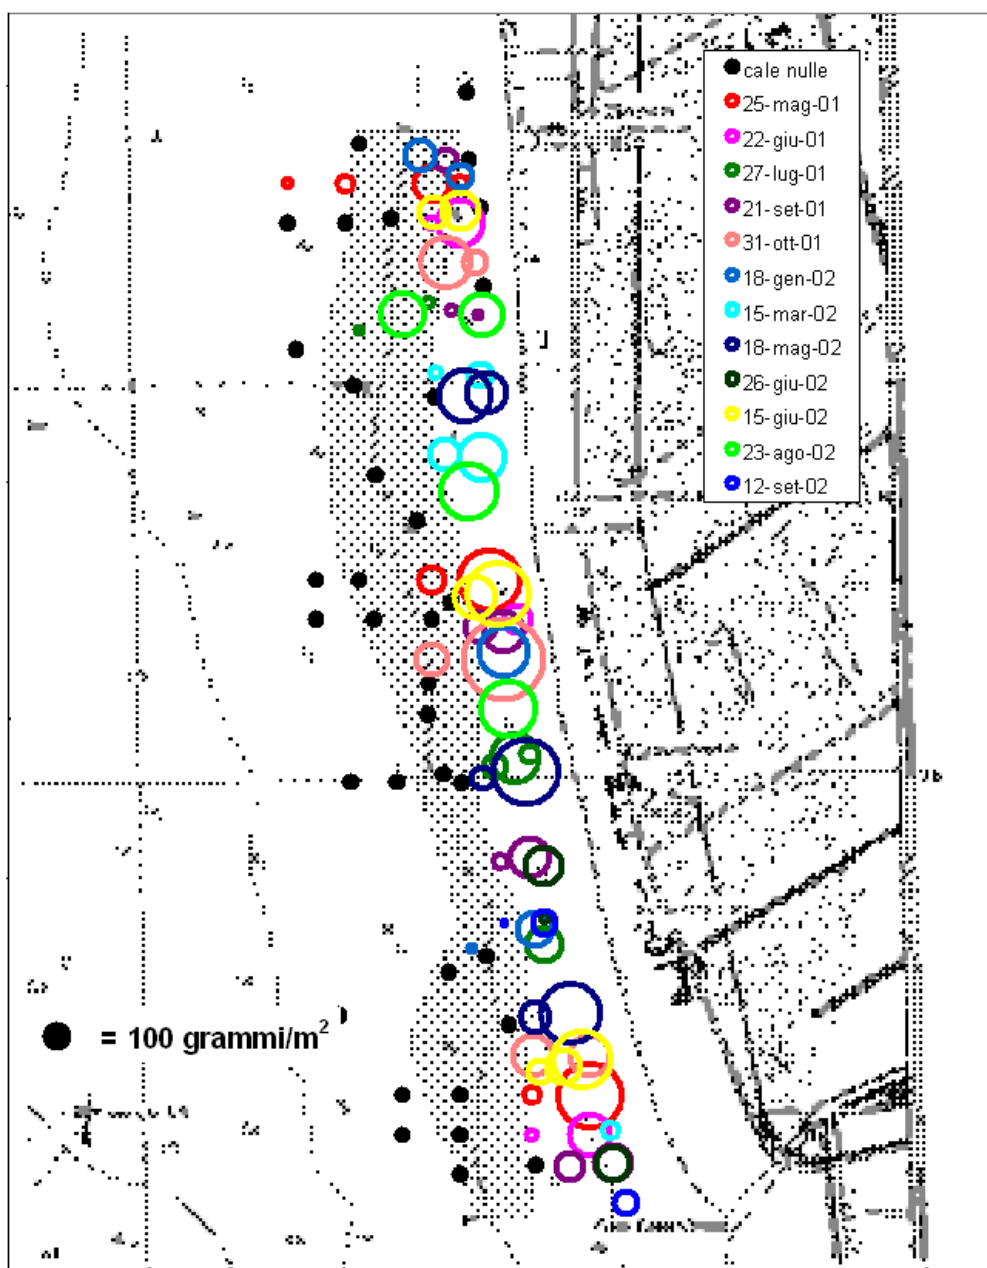 cale nulle
25-mag-01
22-giu-01
27-lug-01
21-set-01
31-ott-01
18-gen-02
15-mar-02
18-mag-02
26-giu-02
15-giu-02
23-ago-02
12-set-02
= 100 grammi/m²